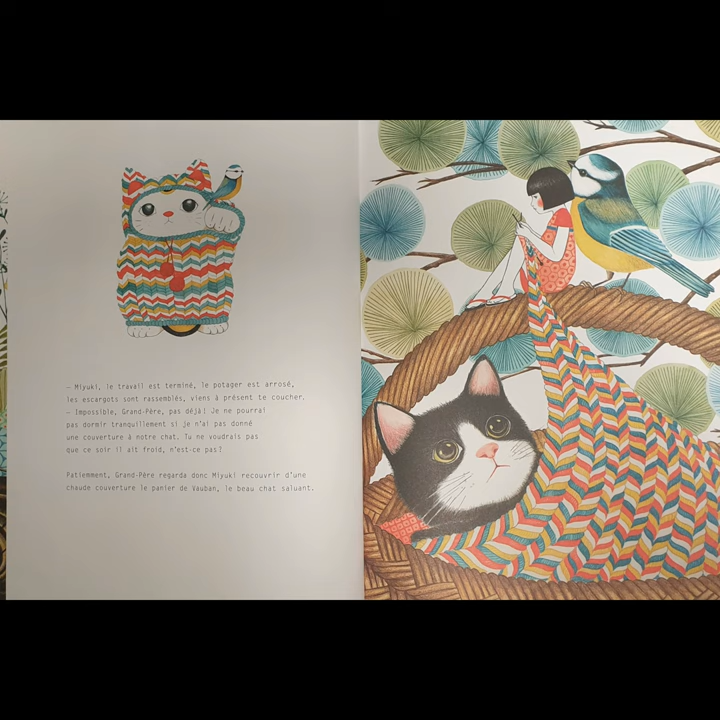 – Miyuki, le travail est terminé, le potager est arrosé,
les escargots sont rassemblés, viens à présent te coucher.
– Impossible, Grand-Père, pas déjà! Je ne pourrai
pas dormir tranquillement si je n'ai pas donné
une couverture à notre chat. Tu ne voudrais pas
que ce soir il ait froid, n'est-ce pas?
Patiemment, Grand-Père regarda donc Miyuki recouvrir d'une
chaude couverture le panier de Vauban, le beau chat saluant.